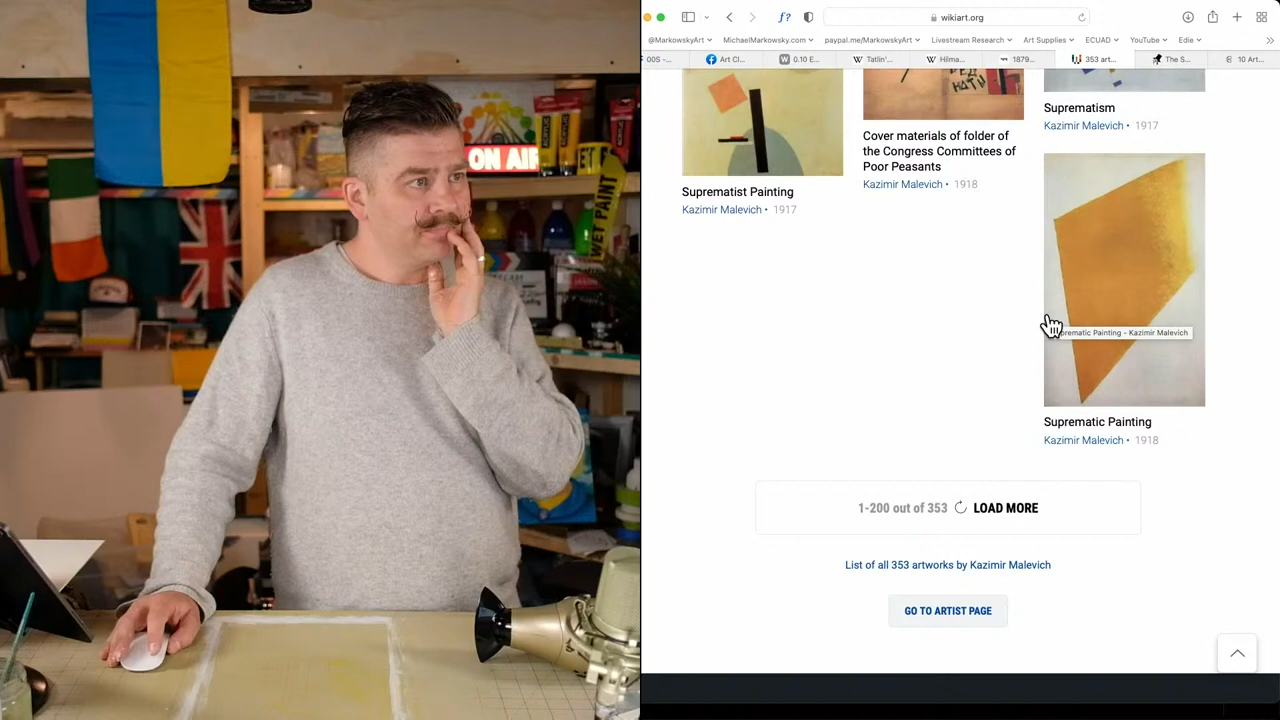 ON AIR
WET PAINT
wikiart.org
@MarkowskyArt
MichaelMarkowsky.com
paypal.me/MarkowskyArt
Livestream Research
Art Supplies
ECUAD
YouTube
Edie
00S -...
Art Cl...
0.10 E...
Tatlin'...
Hilma...
1879...
353 art...
The S...
10 Art...
Suprematist Painting
Kazimir Malevich • 1917
Cover materials of folder of
the Congress Committees of
Poor Peasants
Kazimir Malevich • 1918
Suprematism
Kazimir Malevich • 1917
prematic Painting - Kazimir Malevich
Suprematic Painting
Kazimir Malevich • 1918
1-200 out of 353 LOAD MORE
List of all 353 artworks by Kazimir Malevich
GO TO ARTIST PAGE